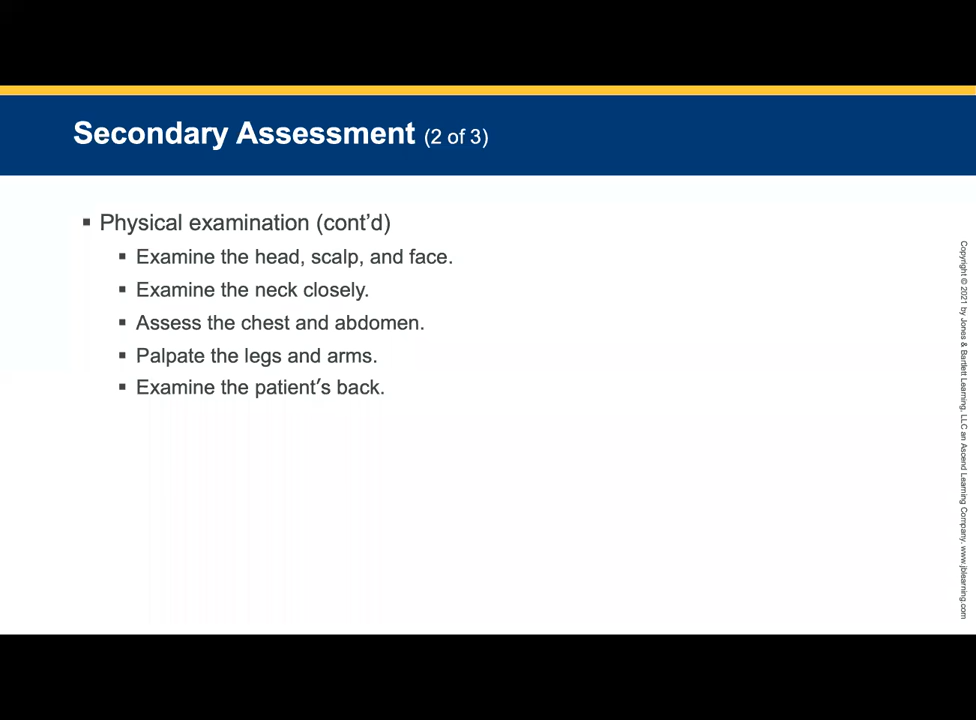 Secondary Assessment (2 of 3)
▪ Physical examination (cont’d)
▪ Examine the head, scalp, and face.
▪ Examine the neck closely.
▪ Assess the chest and abdomen.
▪ Palpate the legs and arms.
▪ Examine the patient′s back.
Copyright © 2021 by Jones & Bartlett Learning, LLC an Ascend Learning Company. www.jblearning.com